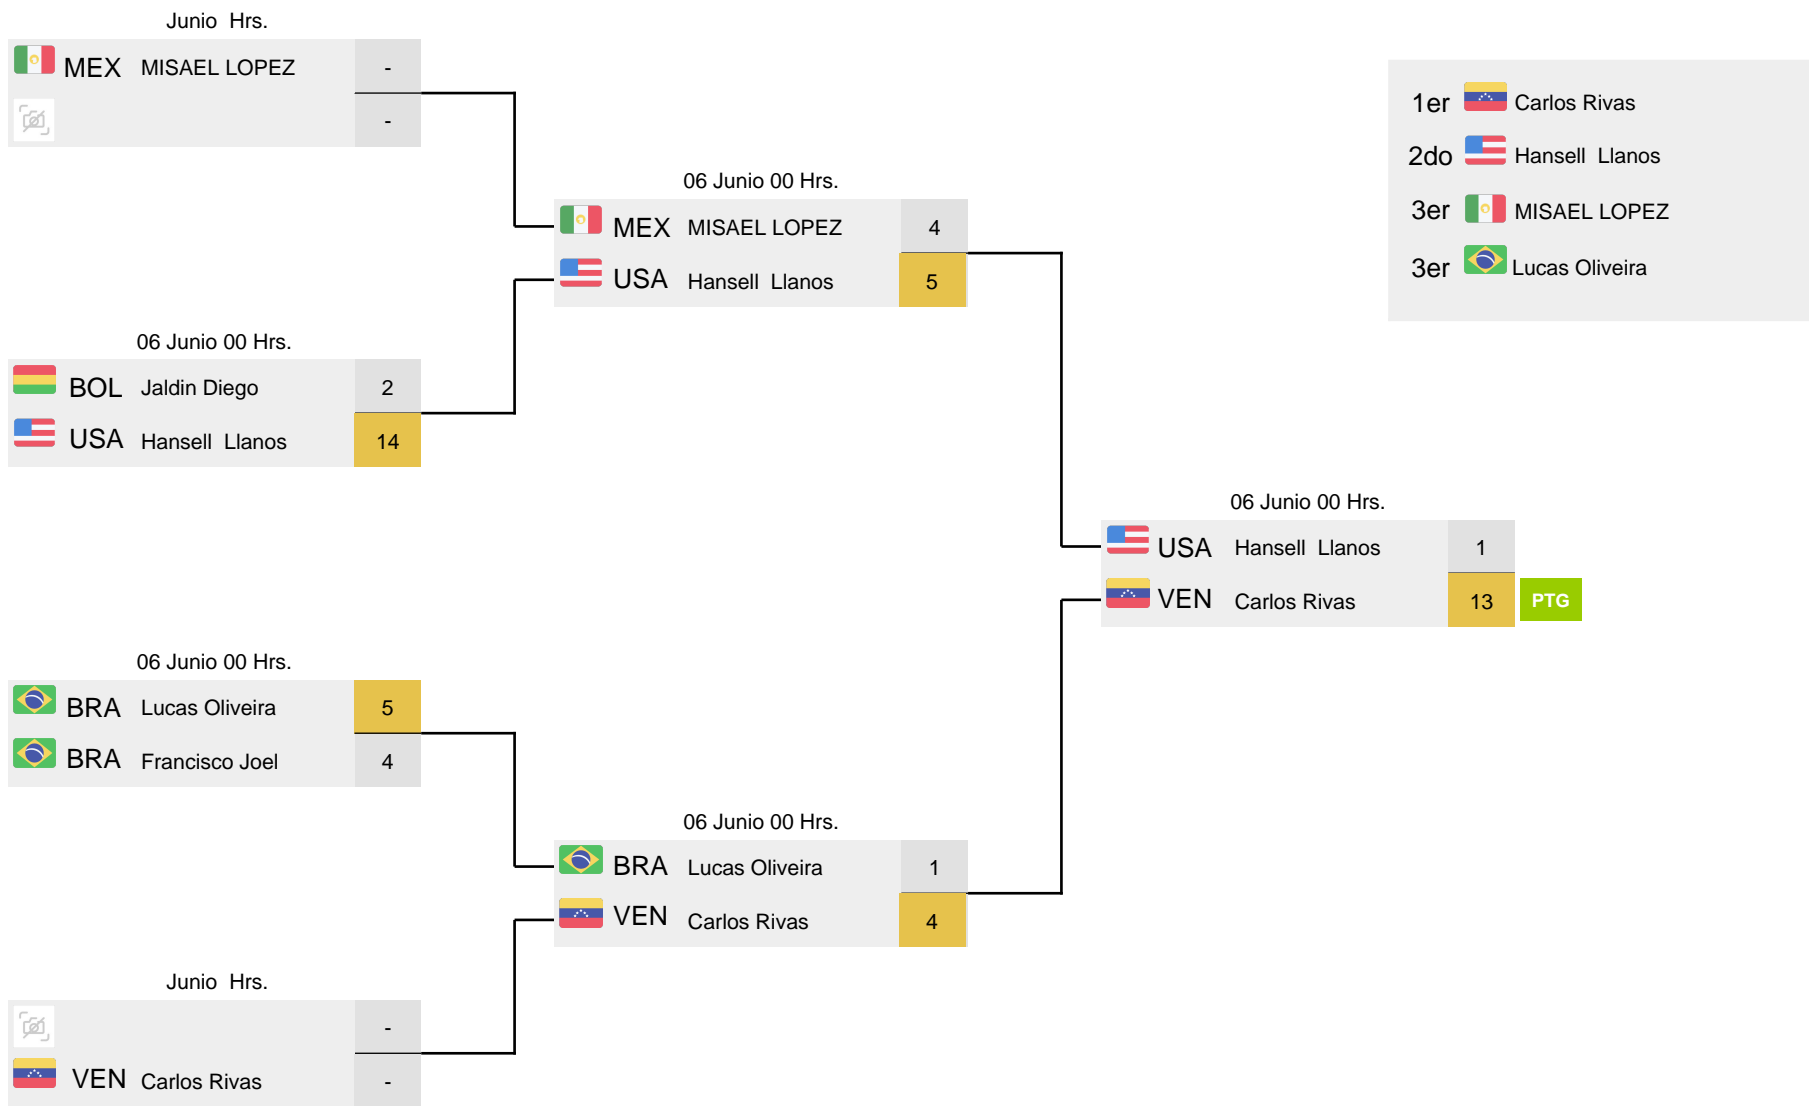 Junio Hrs.
MEX MISAEL LOPEZ -
-
1er Carlos Rivas
2do Hansell Llanos
3er MISAEL LOPEZ
3er Lucas Oliveira
06 Junio 00 Hrs.
MEX MISAEL LOPEZ 4
USA Hansell Llanos 5
06 Junio 00 Hrs.
BOL Jaldin Diego 2
USA Hansell Llanos 14
06 Junio 00 Hrs.
USA Hansell Llanos 1
VEN Carlos Rivas 13 PTG
06 Junio 00 Hrs.
BRA Lucas Oliveira 5
BRA Francisco Joel 4
06 Junio 00 Hrs.
BRA Lucas Oliveira 1
VEN Carlos Rivas 4
Junio Hrs.
-
VEN Carlos Rivas -